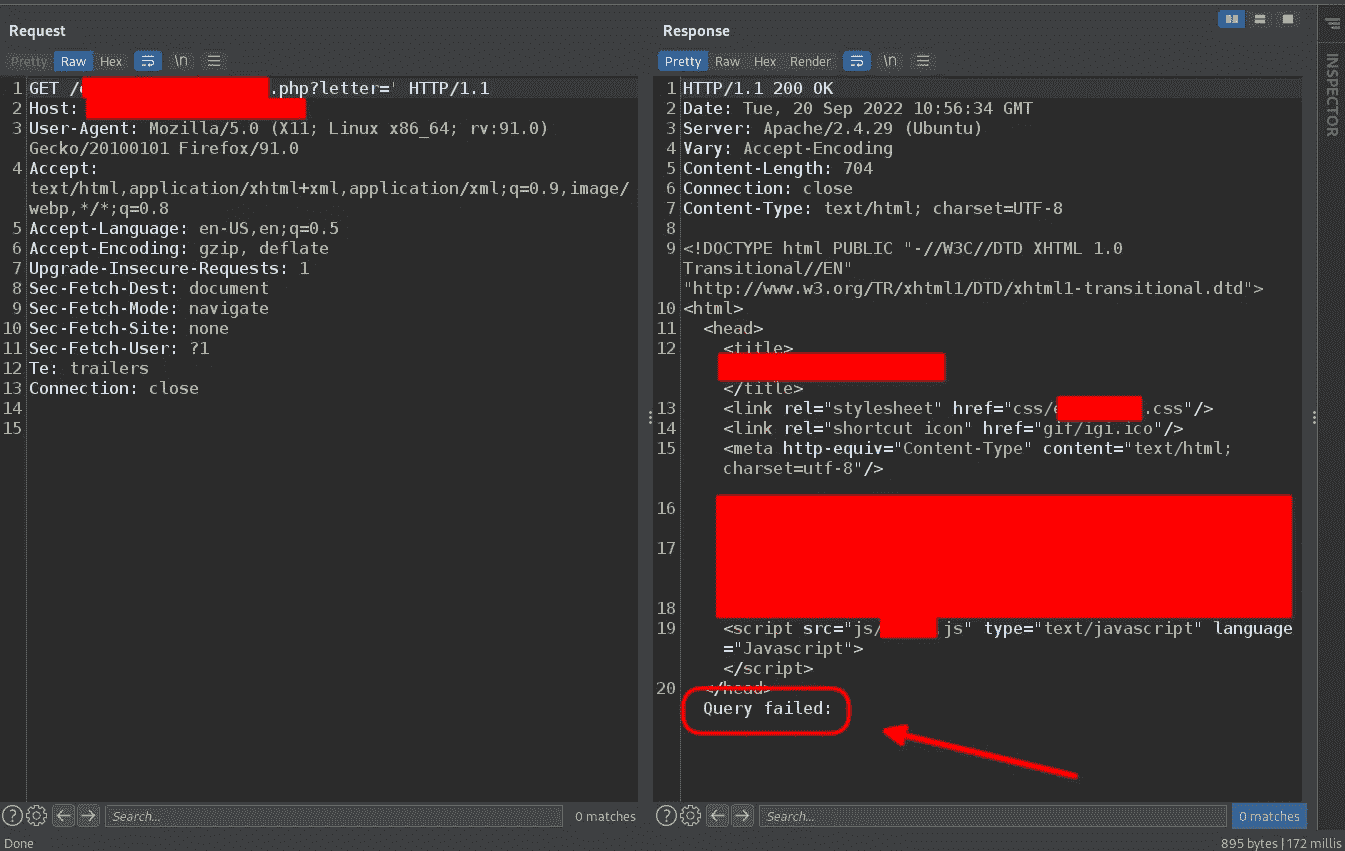 Request
Pretty Raw Hex \n
1 GET / .php?letter=' HTTP/1.1
2 Host:
3 User-Agent: Mozilla/5.0 (X11; Linux x86_64; rv:91.0)
Gecko/20100101 Firefox/91.0
4 Accept:
text/html,application/xhtml+xml,application/xml;q=0.9,image/
webp,*/*;q=0.8
5 Accept-Language: en-US,en;q=0.5
6 Accept-Encoding: gzip, deflate
7 Upgrade-Insecure-Requests: 1
8 Sec-Fetch-Dest: document
9 Sec-Fetch-Mode: navigate
10 Sec-Fetch-Site: none
11 Sec-Fetch-User: ?1
12 Te: trailers
13 Connection: close
14
15
Search...
0 matches
Response
Pretty Raw Hex Render \n
1 HTTP/1.1 200 OK
2 Date: Tue, 20 Sep 2022 10:56:34 GMT
3 Server: Apache/2.4.29 (Ubuntu)
4 Vary: Accept-Encoding
5 Content-Length: 704
6 Connection: close
7 Content-Type: text/html; charset=UTF-8
8
9 <!DOCTYPE html PUBLIC "-//W3C//DTD XHTML 1.0
Transitional//EN"
"http://www.w3.org/TR/xhtml1/DTD/xhtml1-transitional.dtd">
10 <html>
11 <head>
12 <title>
</title>
13 <link rel="stylesheet" href="css/e .css"/>
14 <link rel="shortcut icon" href="gif/igi.ico"/>
15 <meta http-equiv="Content-Type" content="text/html;
charset=utf-8"/>
16
17
18
19 <script src="js/ .js" type="text/javascript" language
="Javascript">
</script>
20 </head>
Query failed:
Search...
0 matches
INSPECTOR
Done
895 bytes | 172 millis